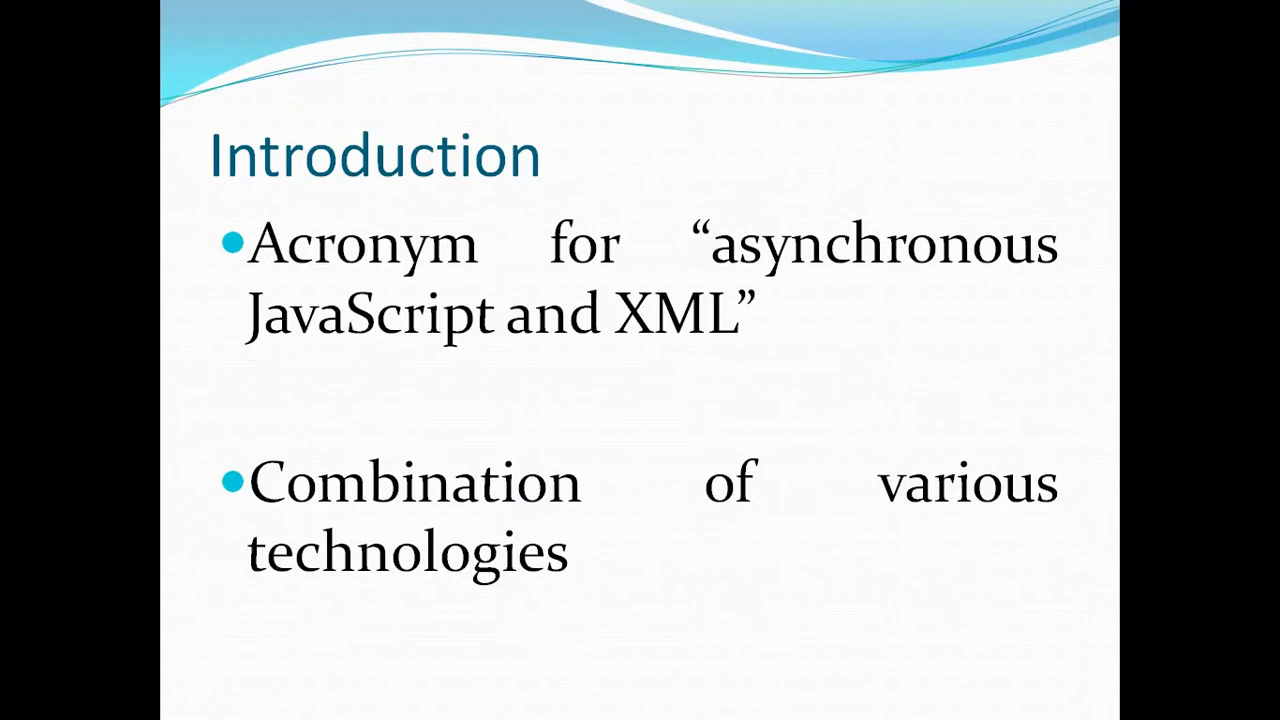 Introduction
•Acronym for “asynchronous
JavaScript and XML”
•Combination of various
technologies